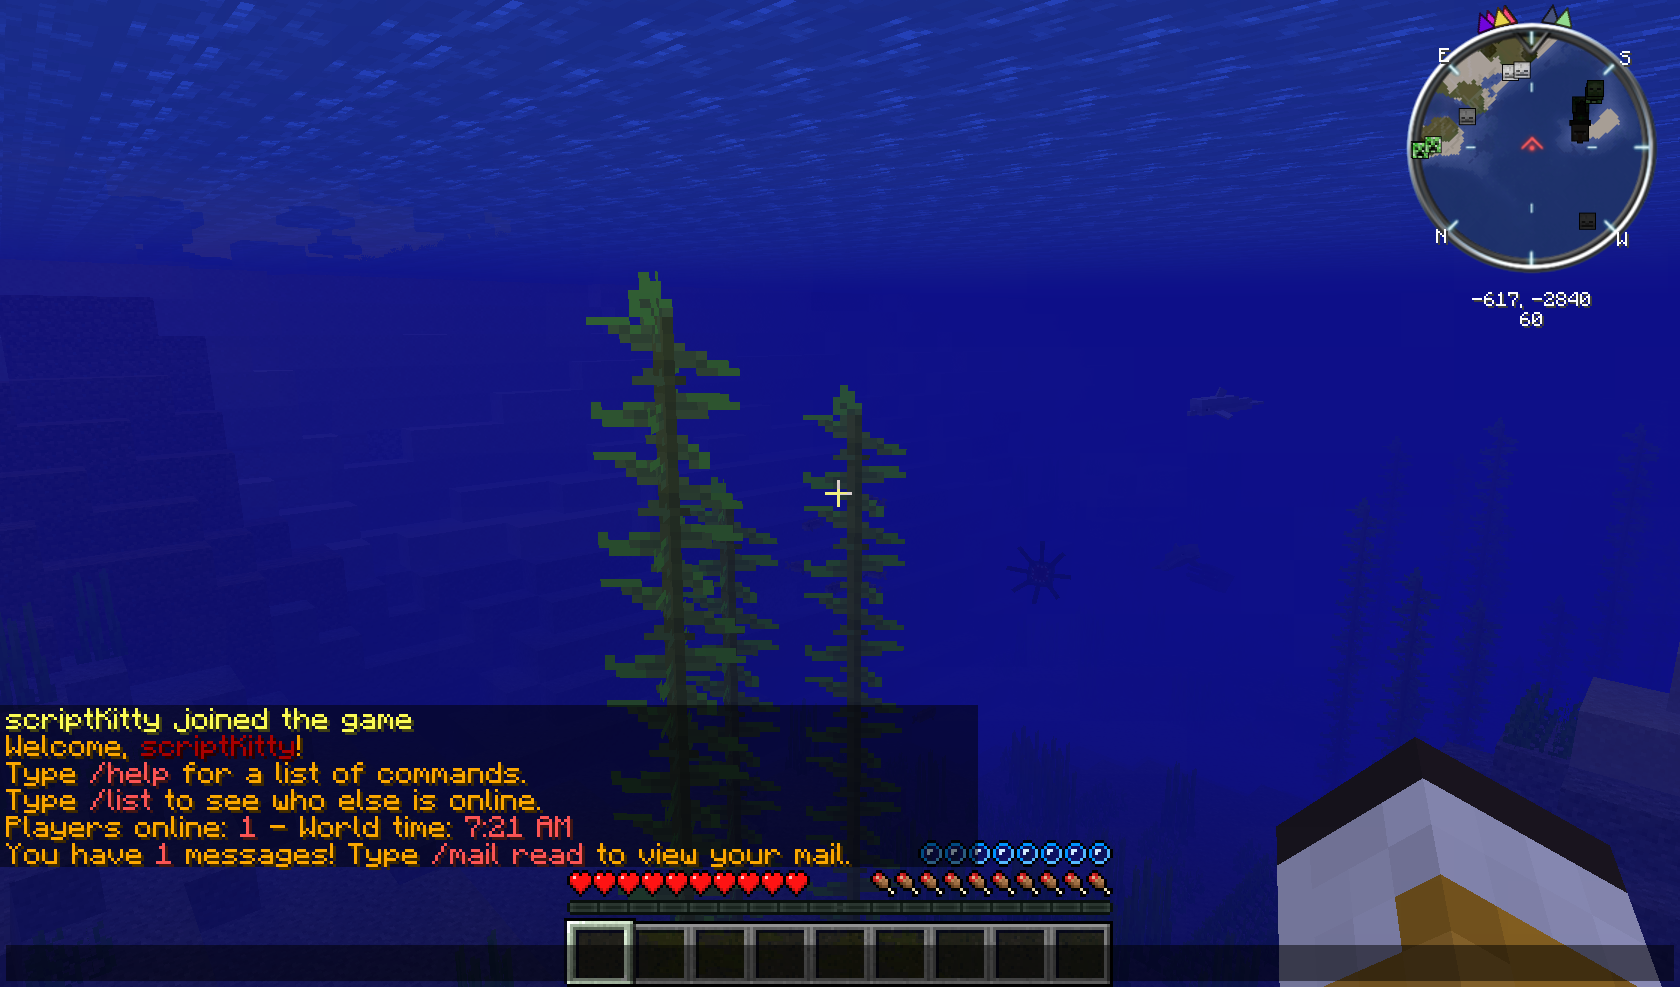 E
S
N
W
-617, -2840
60
scriptKitty joined the game
Welcome, scriptKitty!
Type /help for a list of commands.
Type /list to see who else is online.
Players online: 1 - World time: 7:21 AM
You have 1 messages! Type /mail read to view your mail.